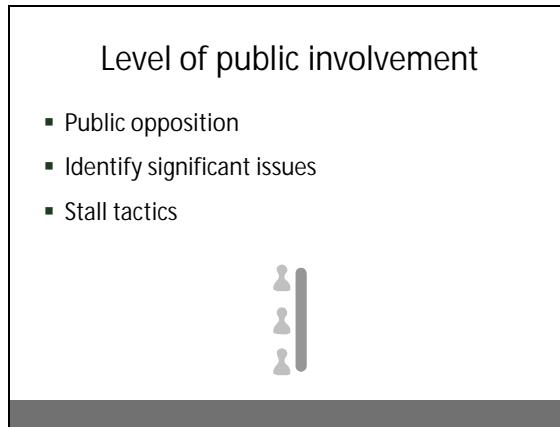 Level of public involvement
▪ Public opposition
▪ Identify significant issues
▪ Stall tactics